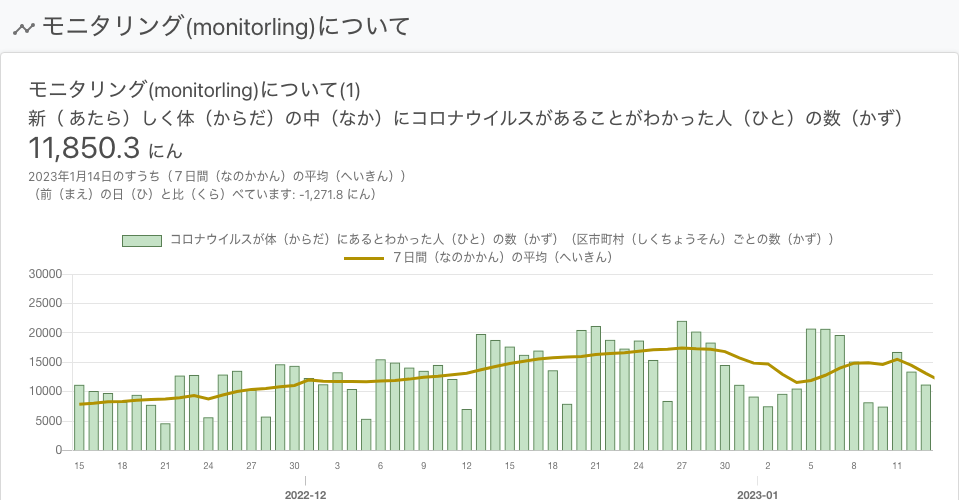 モニタリング(monitorling)について
モニタリング(monitorling)について(1)
新（ あたら）しく体（からだ）の中（なか）にコロナウイルスがあることがわかった人（ひと）の数（かず）
11,850.3 にん
2023年1月14日のすうち（７日間（なのかかん）の平均（へいきん））
（前（まえ）の日（ひ）と比（くら）べています: -1,271.8 にん）
コロナウイルスが体（からだ）にあるとわかった人（ひと）の数（かず）（区市町村（しくちょうそん）ごとの数（かず））
７日間（なのかかん）の平均（へいきん）
30000
25000
20000
15000
10000
5000
0
15 18 21 24 27 30 3 6 9 12 15 18 21 24 27 30 2 5 8 11
2022-12 2023-01